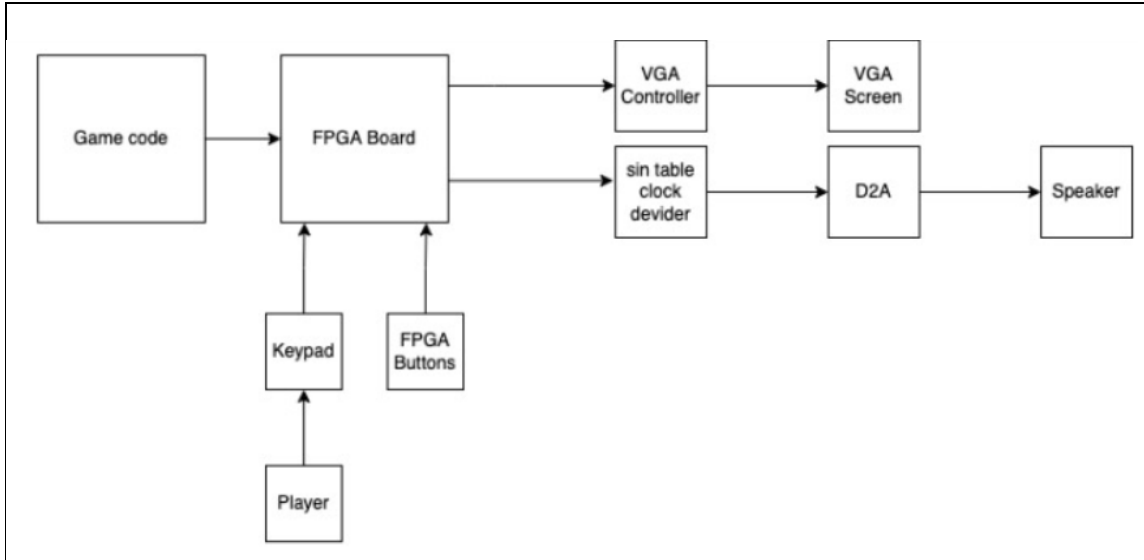 Game code
FPGA Board
VGA
Controller
VGA
Screen
sin table
clock
devider
D2A
Speaker
Keypad
FPGA
Buttons
Player